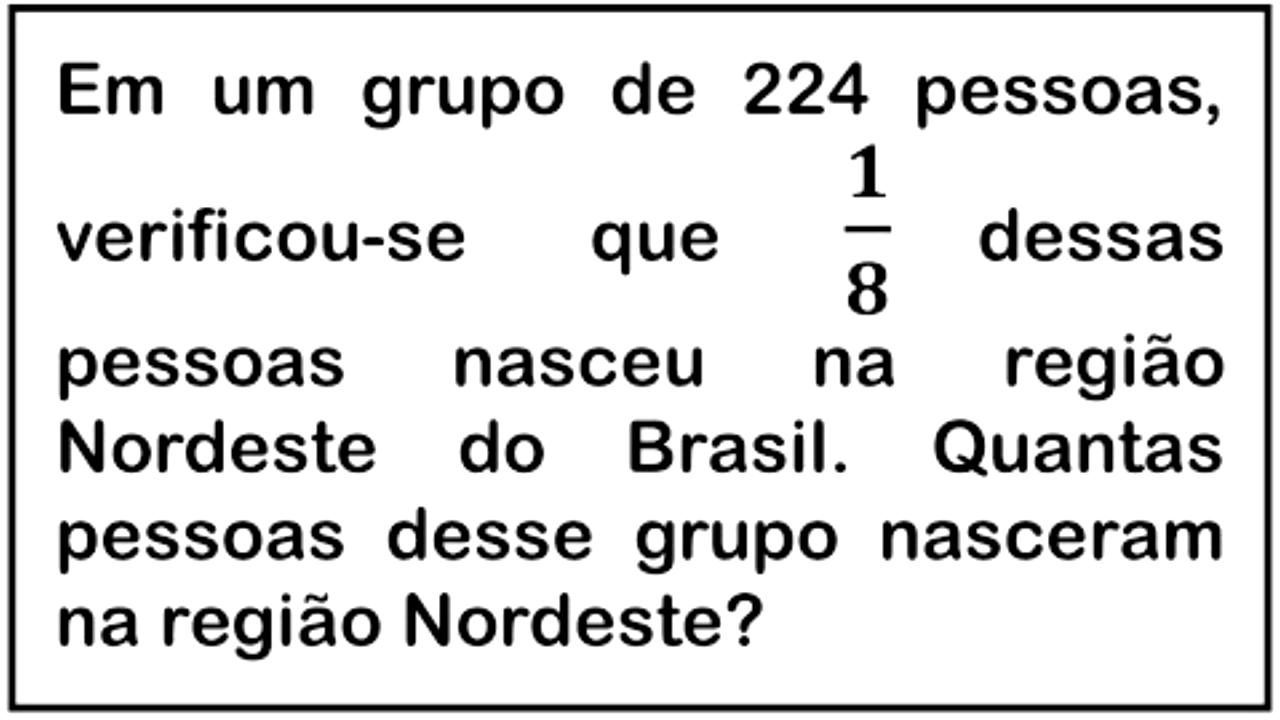 Em um grupo de 224 pessoas,
verificou-se que 1/8 dessas
pessoas nasceu na região
Nordeste do Brasil. Quantas
pessoas desse grupo nasceram
na região Nordeste?